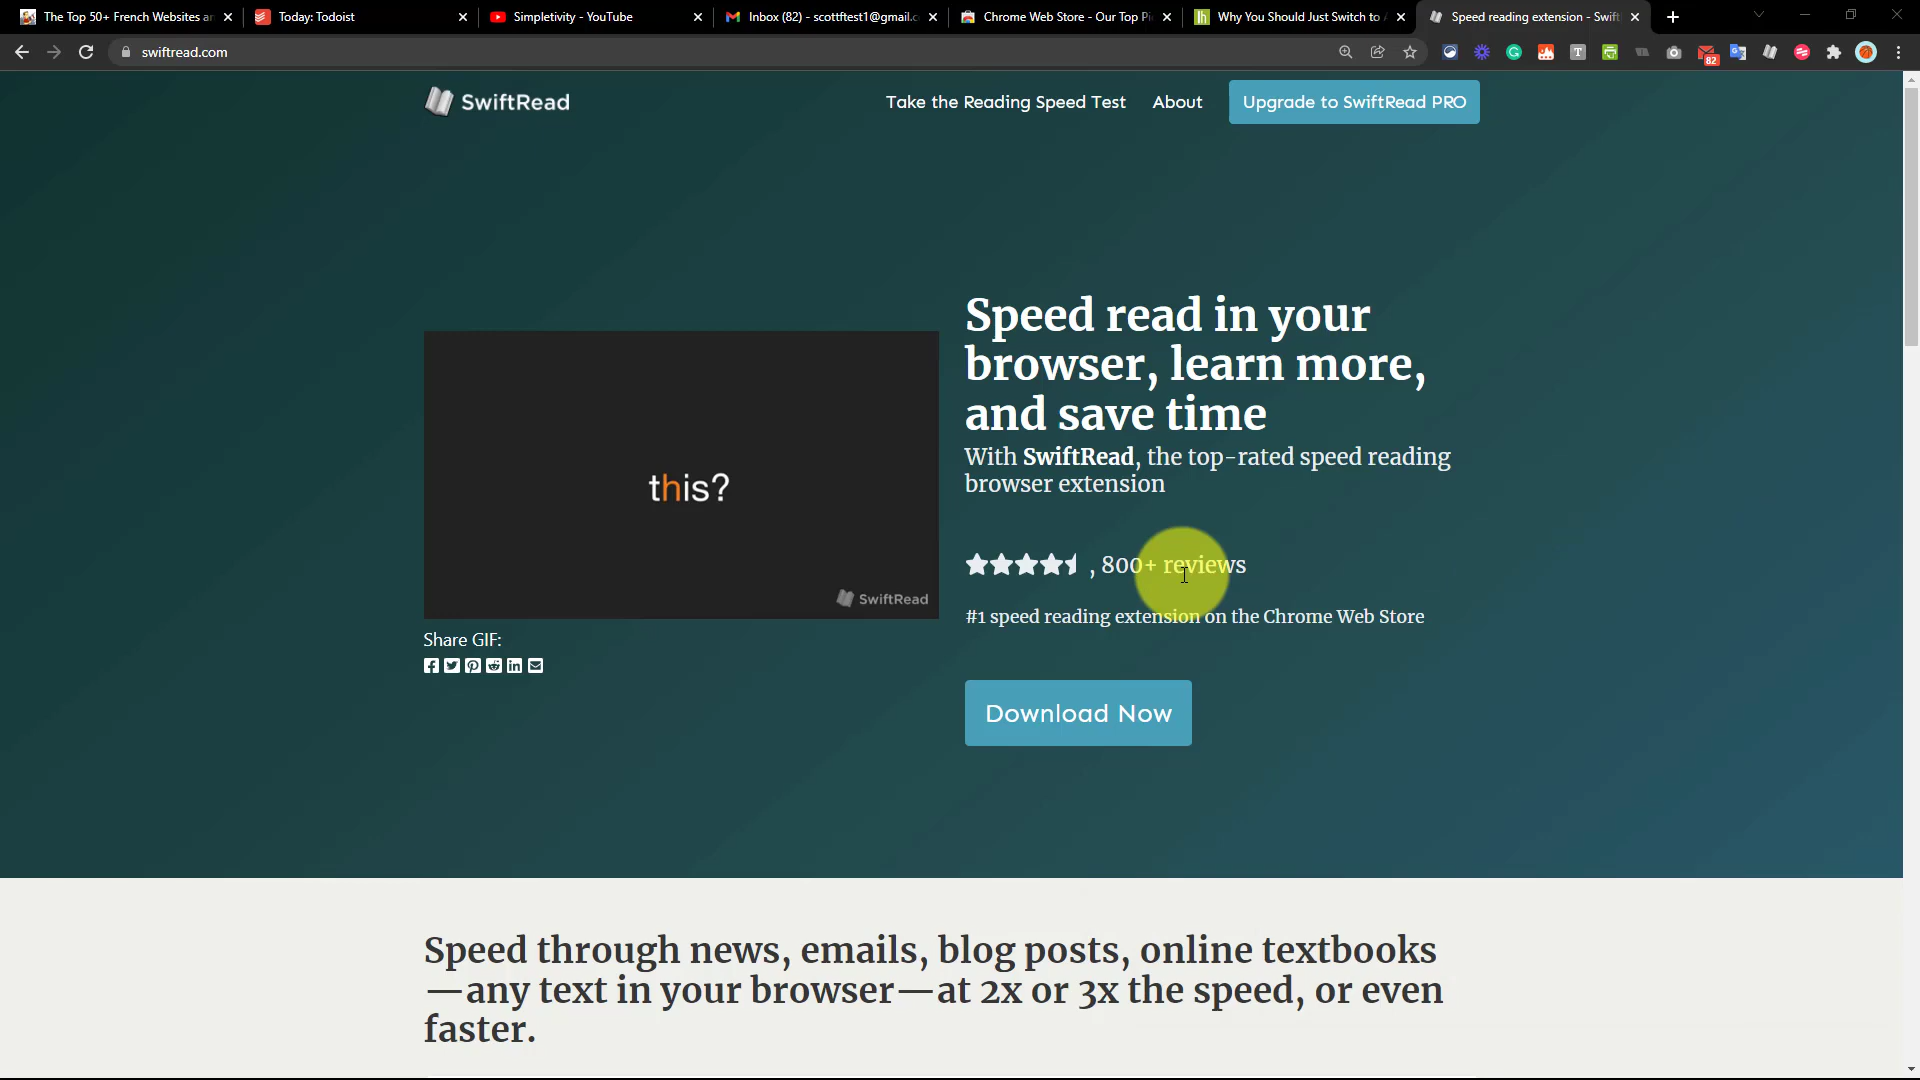 The Top 50+ French Websites an
Today: Todoist
Simpletivity - YouTube
Inbox (82) - scottftest1@gmail.c
Chrome Web Store - Our Top Pi
Why You Should Just Switch to
Speed reading extension - Swift
swiftread.com
82
SwiftRead
Take the Reading Speed Test
About
Upgrade to SwiftRead PRO
this?
SwiftRead
Share GIF:
Speed read in your
browser, learn more,
and save time
With SwiftRead, the top-rated speed reading
browser extension
, 800+ reviews
#1 speed reading extension on the Chrome Web Store
Download Now
Speed through news, emails, blog posts, online textbooks
—any text in your browser—at 2x or 3x the speed, or even
faster.